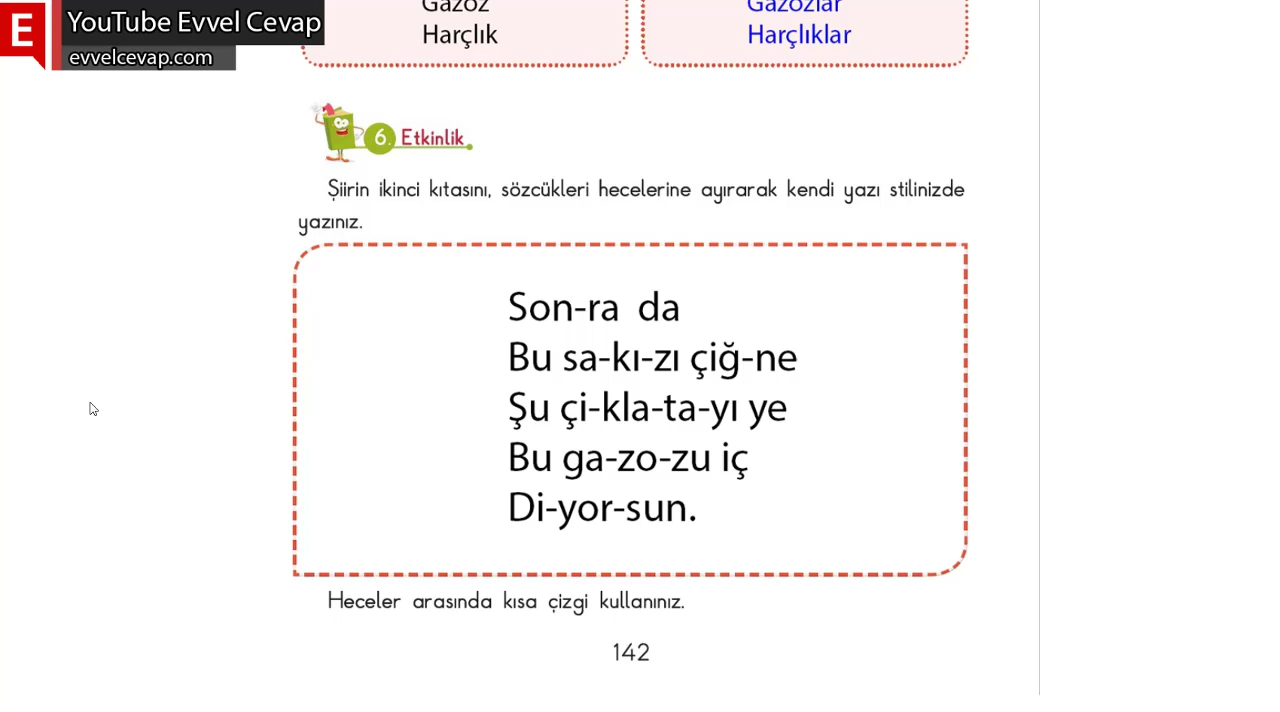 YouTube Evvel Cevap
evvelcevap.com
Gazoz Gazozlar
Harçlık Harçlıklar
6. Etkinlik
Şiirin ikinci kıtasını, sözcükleri hecelerine ayırarak kendi yazı stilinizde
yazınız.
Son-ra da
Bu sa-kı-zı çiğ-ne
Şu çi-kla-ta-yı ye
Bu ga-zo-zu iç
Di-yor-sun.
Heceler arasında kısa çizgi kullanınız.
142